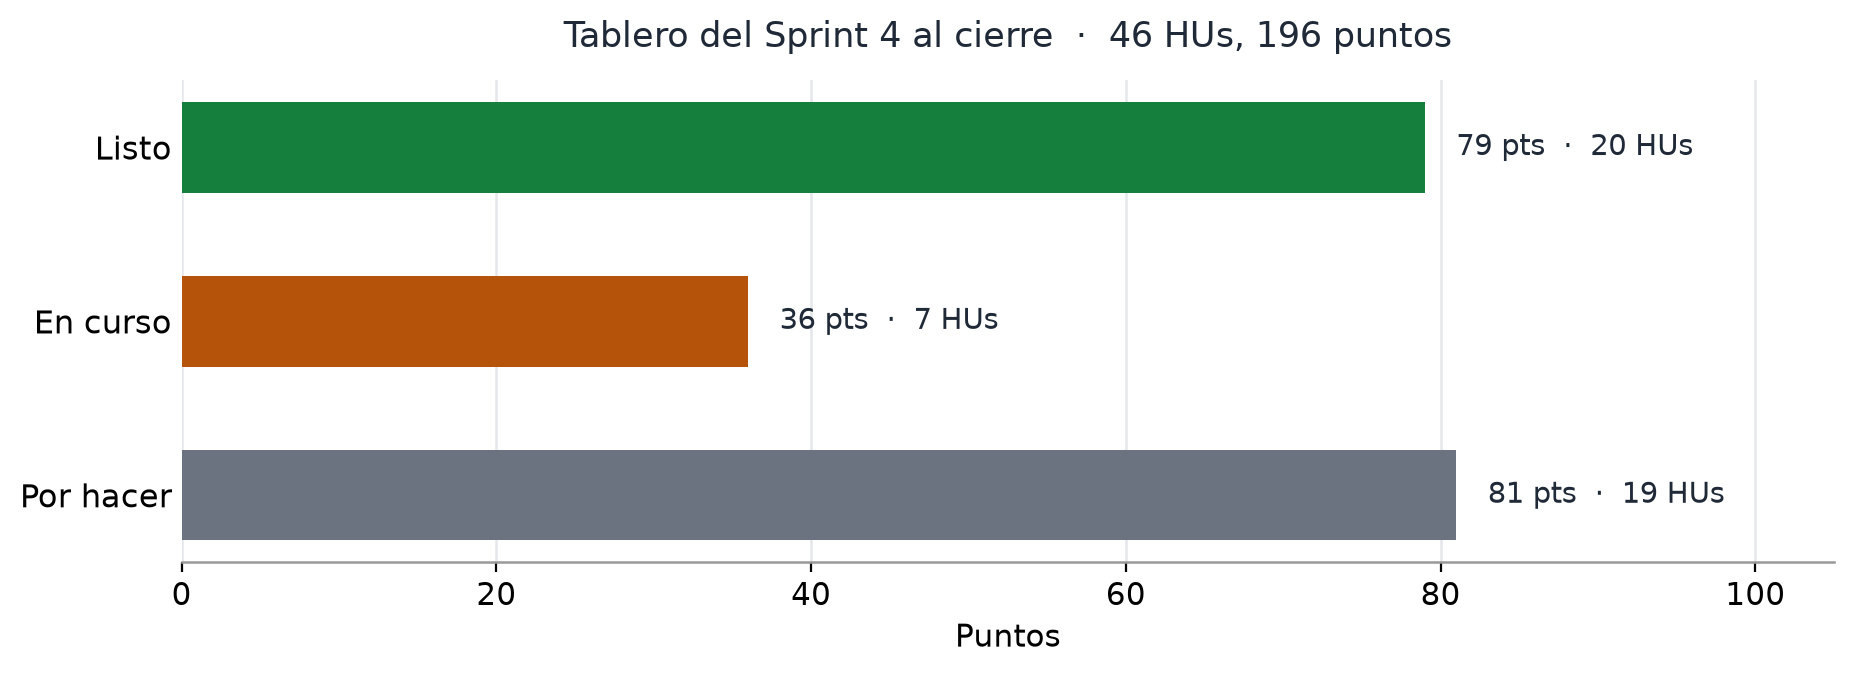 Tablero del Sprint 4 al cierre · 46 HUs, 196 puntos
Listo
79 pts · 20 HUs
En curso
36 pts · 7 HUs
Por hacer
81 pts · 19 HUs
0 20 40 60 80 100
Puntos